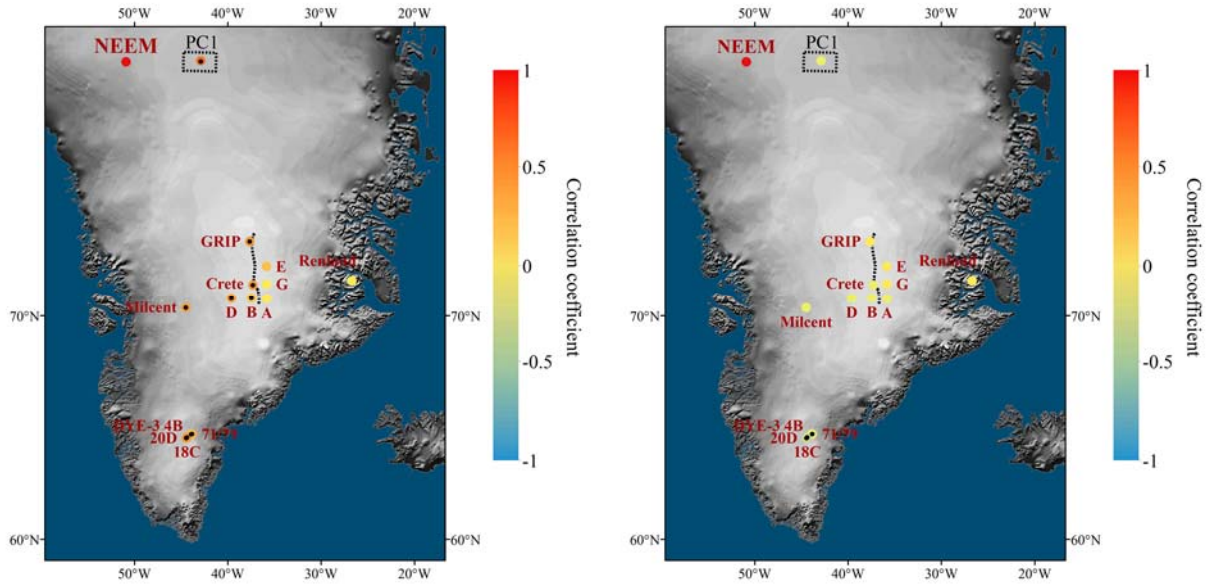 50°W 40°W 30°W 20°W
NEEM
PC1
GRIP
E
Renland
Crete
G
Milcent
D B A
70°N
70°N
DYE-3 4B
20D
71/79
18C
60°N
60°N
50°W 40°W 30°W 20°W
1
0.5
0
-0.5
-1
Correlation coefficient
50°W 40°W 30°W 20°W
NEEM
PC1
GRIP
E
Renland
Crete
G
D B A
Milcent
70°N
70°N
DYE-3 4B
20D
71/79
18C
60°N
60°N
50°W 40°W 30°W 20°W
1
0.5
0
-0.5
-1
Correlation coefficient